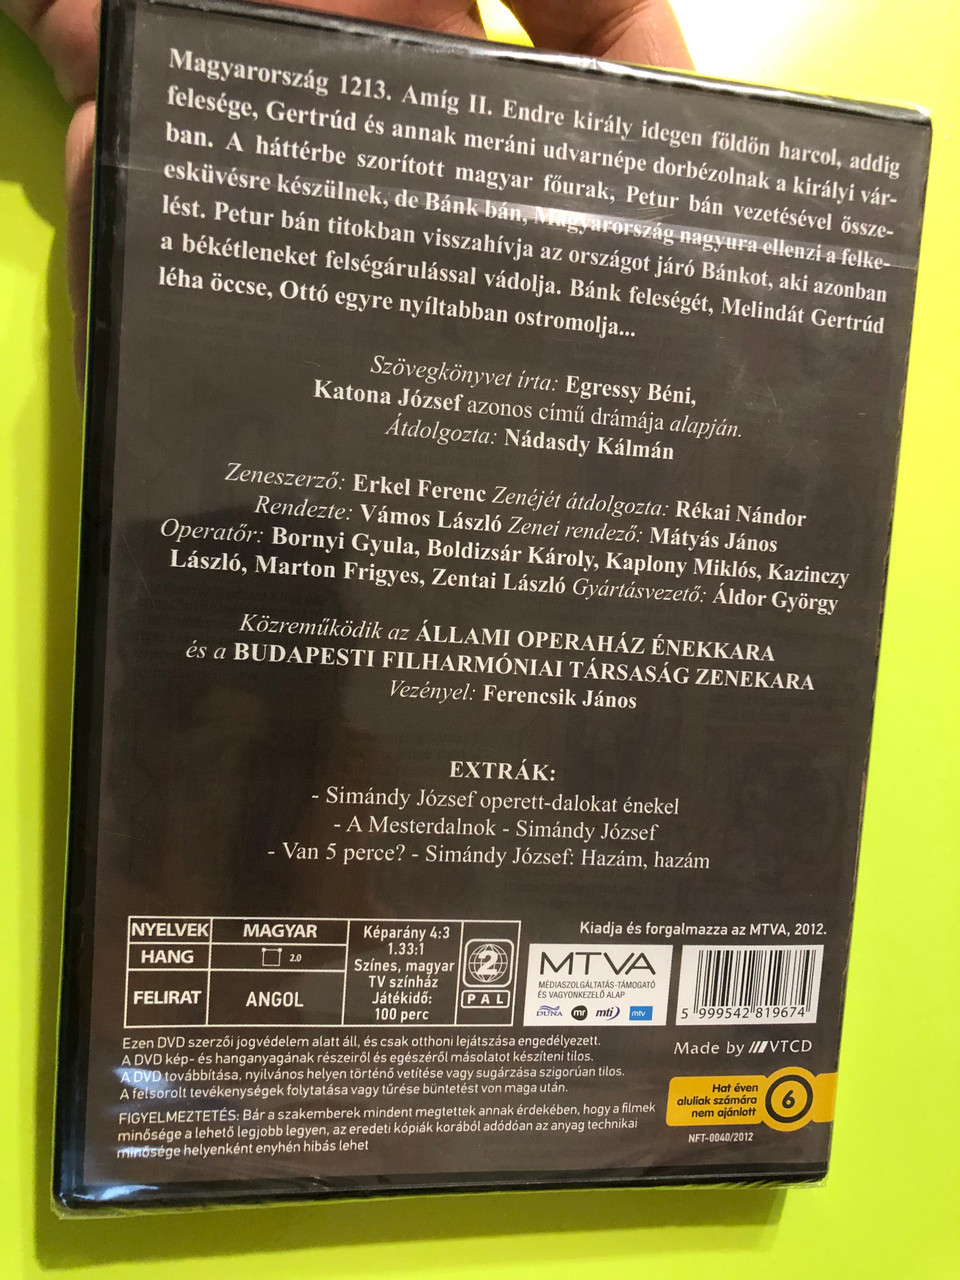 Magyarország 1213. Amíg II. Endre király idegen földön harcol, addig
felesége, Gertrúd és annak meráni udvarnépe dorbézolnak a királyi vár-
ban. A háttérbe szorított magyar főurak, Petur bán vezetésével össze-
esküvésre készülnek, de Bánk bán, Magyarország nagyura ellenzi a felke-
lést. Petur bán titokban visszahívja az országot járó Bánkot, aki azonban
a békétleneket felségárulással vádolja. Bánk feleségét, Melindát Gertrúd
léha öccse, Ottó egyre nyíltabban ostromolja...
Szövegkönyvet írta: Egressy Béni,
Katona József azonos című drámája alapján.
Átdolgozta: Nádasdy Kálmán
Zeneszerző: Erkel Ferenc Zenéjét átdolgozta: Rékai Nándor
Rendezte: Vámos László Zenei rendező: Mátyás János
Operatőr: Bornyi Gyula, Boldizsár Károly, Kaplony Miklós, Kazinczy
László, Marton Frigyes, Zentai László Gyártásvezető: Áldor György
Közreműködik az ÁLLAMI OPERAHÁZ ÉNEKKARA
és a BUDAPESTI FILHARMÓNIAI TÁRSASÁG ZENEKARA
Vezényel: Ferencsik János
EXTRÁK:
- Simándy József operett-dalokat énekel
- A Mesterdalnok - Simándy József
- Van 5 perce? - Simándy József: Hazám, hazám
NYELVEK MAGYAR
HANG 2.0
FELIRAT ANGOL
Képarány 4:3
1.33:1
Színes, magyar
TV színház
Játékidő:
100 perc
2
PAL
Kiadja és forgalmazza az MTVA, 2012.
MTVA
MÉDIASZOLGÁLTATÁS-TÁMOGATÓ
ÉS VAGYONKEZELŐ ALAP
DUNA mr mti mtv
5 999542 819674
Made by VTCD
Ezen DVD szerzői jogvédelem alatt áll, és csak otthoni lejátszása engedélyezett.
A DVD kép- és hanganyagának részeiről és egészéről másolatot készíteni tilos.
A DVD továbbítása, nyilvános helyen történő vetítése vagy sugárzása szigorúan tilos.
A felsorolt tevékenységek folytatása vagy tűrése büntetést von maga után.
FIGYELMEZTETÉS: Bár a szakemberek mindent megtettek annak érdekében, hogy a filmek
minősége a lehető legjobb legyen, az eredeti kópiák korából adódóan az anyag technikai
minősége helyenként enyhén hibás lehet
Hat éven
aluliak számára
nem ajánlott
6
NFT-0040/2012